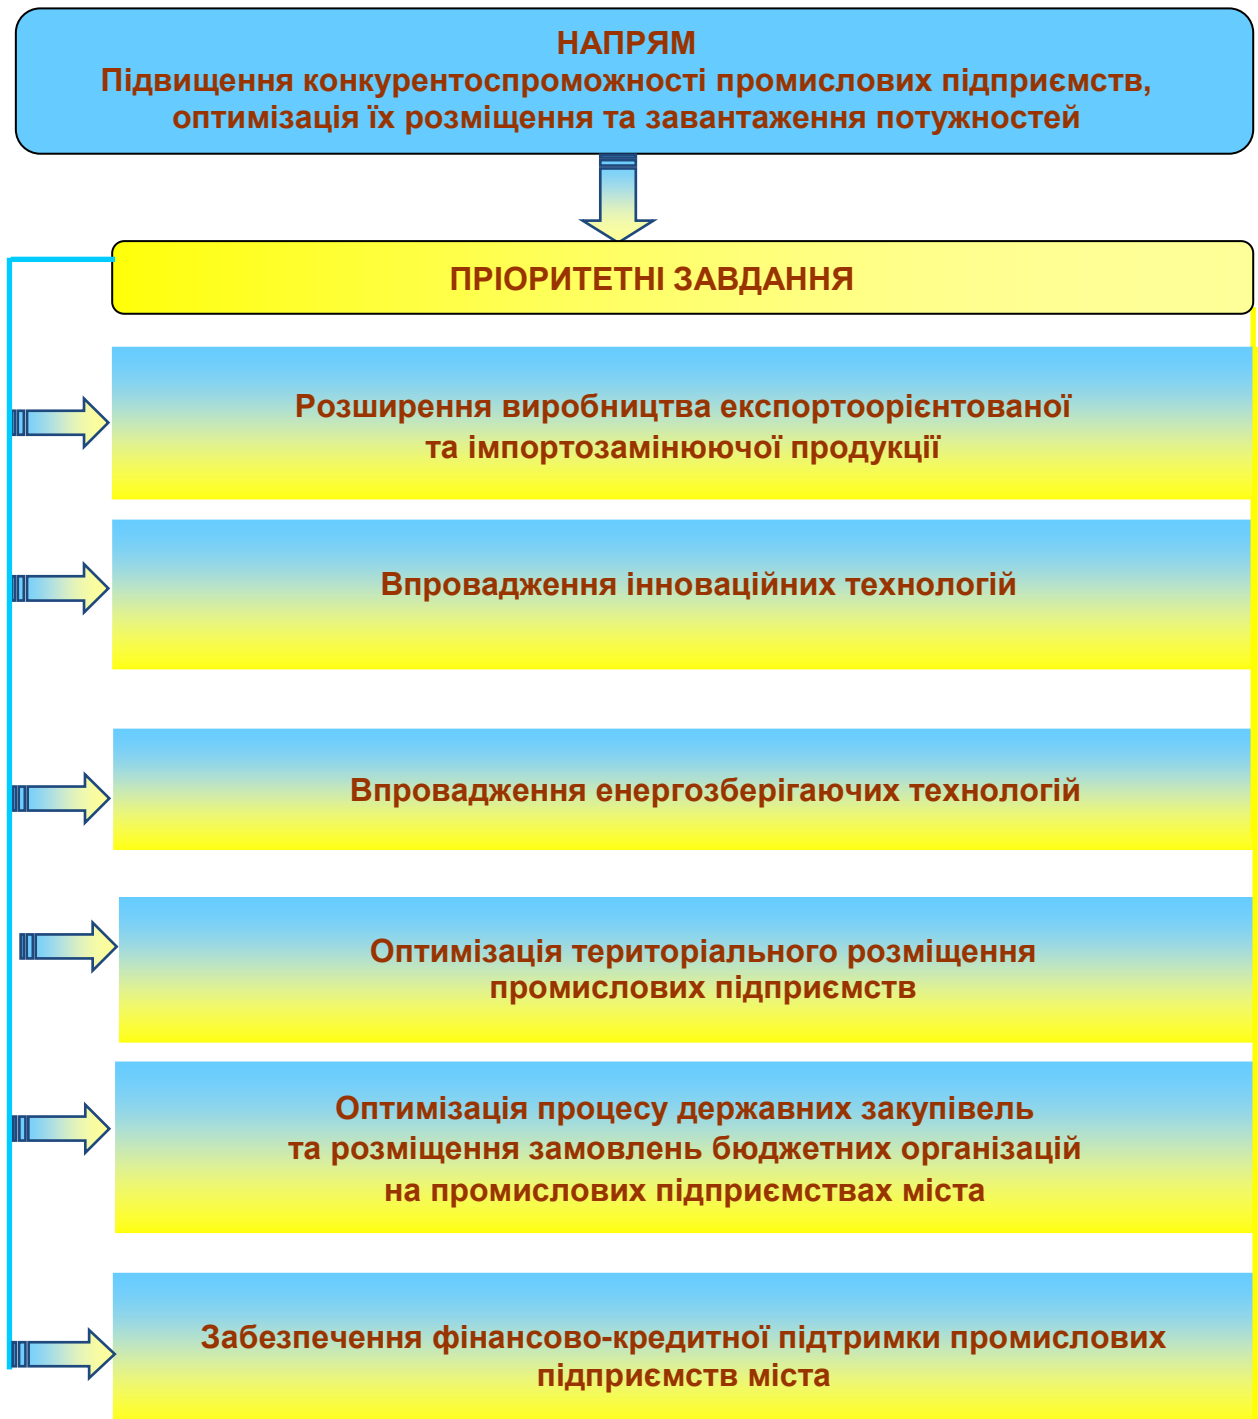 НАПРЯМ
Підвищення конкурентоспроможності промислових підприємств,
оптимізація їх розміщення та завантаження потужностей
ПРІОРИТЕТНІ ЗАВДАННЯ
Розширення виробництва експортоорієнтованої
та імпортозамінюючої продукції
Впровадження інноваційних технологій
Впровадження енергозберігаючих технологій
Оптимізація територіального розміщення
промислових підприємств
Оптимізація процесу державних закупівель
та розміщення замовлень бюджетних організацій
на промислових підприємствах міста
Забезпечення фінансово-кредитної підтримки промислових
підприємств міста